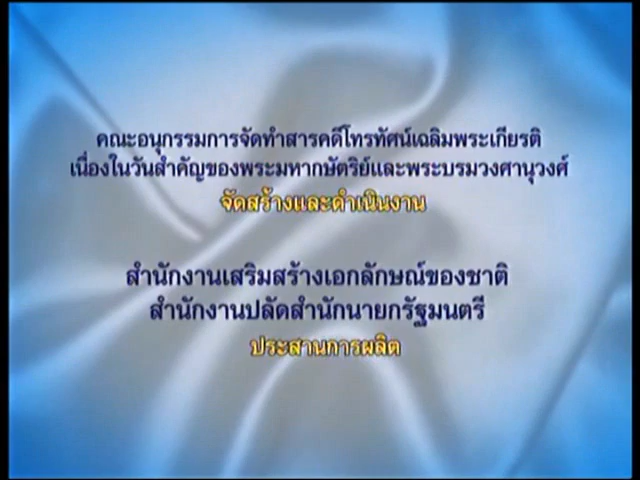 คณะอนุกรรมการจัดทำสารคดีโทรทัศน์เฉลิมพระเกียรติ
เนื่องในวันสำคัญของพระมหากษัตริย์และพระบรมวงศานุวงศ์
จัดสร้างและดำเนินงาน
สำนักงานเสริมสร้างเอกลักษณ์ของชาติ
สำนักงานปลัดสำนักนายกรัฐมนตรี
ประสานการผลิต